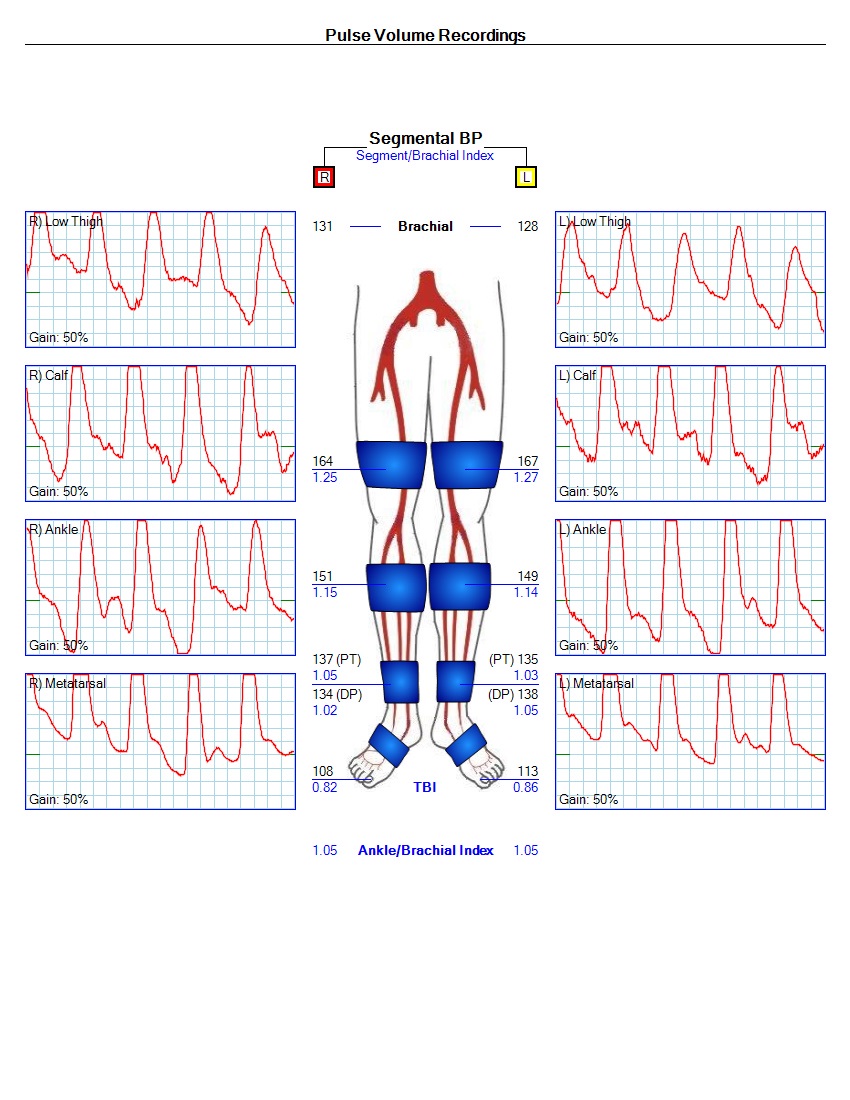 Pulse Volume Recordings
Segmental BP
Segment/Brachial Index
R
L
131 Brachial 128
R) Low Thigh
Gain: 50%
L) Low Thigh
Gain: 50%
R) Calf
Gain: 50%
L) Calf
Gain: 50%
164
1.25
167
1.27
R) Ankle
Gain: 50%
L) Ankle
Gain: 50%
151
1.15
149
1.14
137 (PT)
1.05
134 (DP)
1.02
(PT) 135
1.03
(DP) 138
1.05
R) Metatarsal
Gain: 50%
L) Metatarsal
Gain: 50%
108
0.82
TBI
113
0.86
1.05 Ankle/Brachial Index 1.05